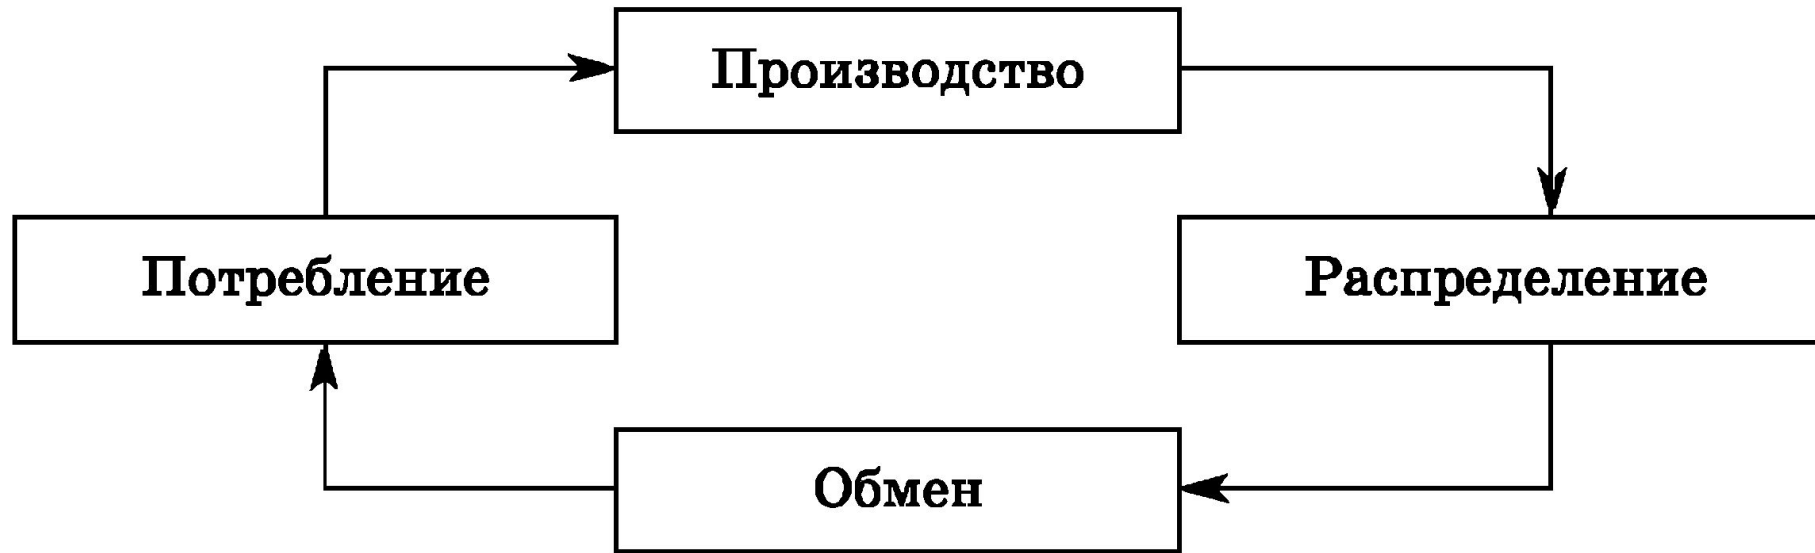 Производство
Потребление
Распределение
Обмен